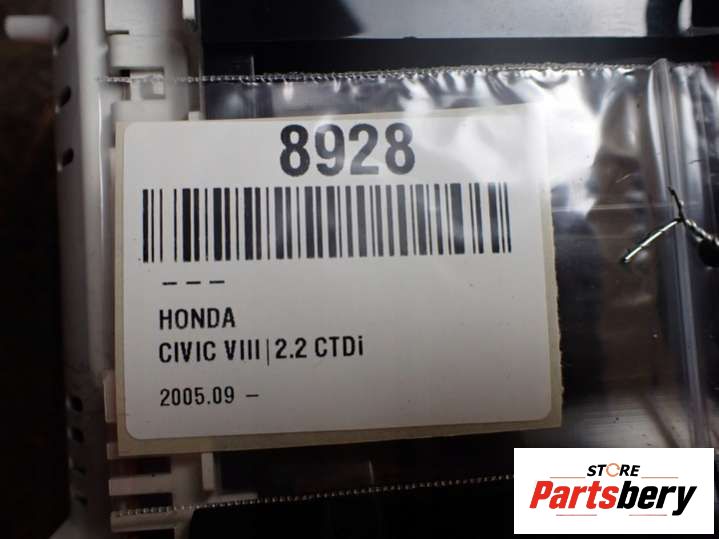 8928
– – –
HONDA
CIVIC VIII|2.2 CTDi
2005.09 –
STORE
Partsbery